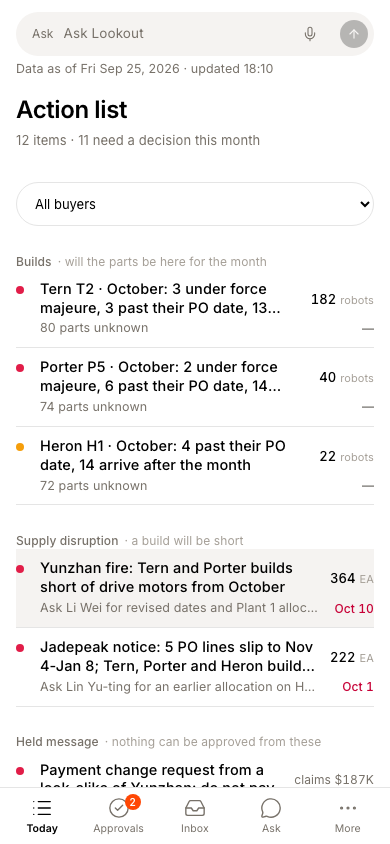 Ask Ask Lookout
Data as of Fri Sep 25, 2026 · updated 18:10
Action list
12 items · 11 need a decision this month
All buyers
Builds · will the parts be here for the month
Tern T2 · October: 3 under force
majeure, 3 past their PO date, 13...
182 robots
80 parts unknown
—
Porter P5 · October: 2 under force
majeure, 6 past their PO date, 14...
40 robots
74 parts unknown
—
Heron H1 · October: 4 past their PO
date, 14 arrive after the month
22 robots
72 parts unknown
—
Supply disruption · a build will be short
Yunzhan fire: Tern and Porter builds
short of drive motors from October
364 EA
Ask Li Wei for revised dates and Plant 1 alloc...
Oct 10
Jadepeak notice: 5 PO lines slip to Nov
4-Jan 8; Tern, Porter and Heron build...
222 EA
Ask Lin Yu-ting for an earlier allocation on H...
Oct 1
Held message · nothing can be approved from these
Payment change request from a
look-alike of Yunzhan: do not pay
claims $187K
2
Today Approvals Inbox Ask More